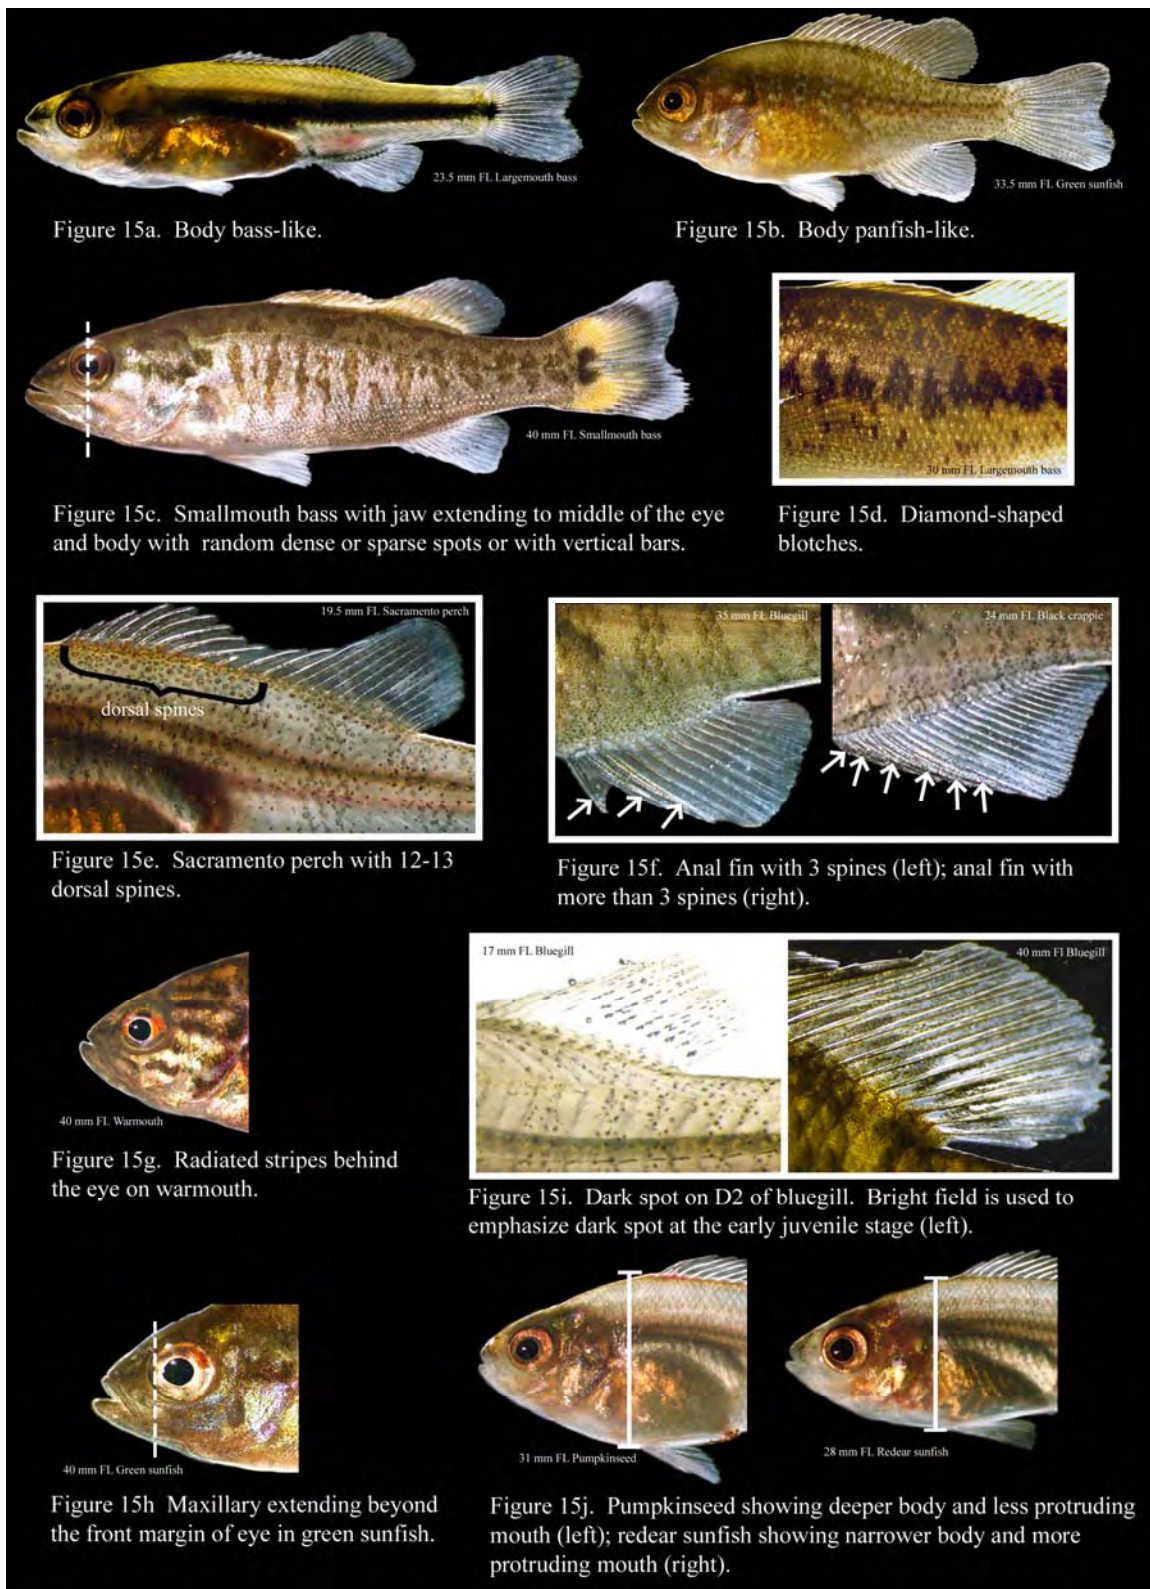 23.5 mm FL Largemouth bass
33.5 mm FL Green sunfish
Figure 15a. Body bass-like.
Figure 15b. Body panfish-like.
40 mm FL Smallmouth bass
30 mm FL Largemouth bass
Figure 15c. Smallmouth bass with jaw extending to middle of the eye
and body with random dense or sparse spots or with vertical bars.
Figure 15d. Diamond-shaped
blotches.
19.5 mm FL Sacramento perch
dorsal spines
35 mm FL Bluegill
24 mm FL Black crappie
Figure 15e. Sacramento perch with 12-13
dorsal spines.
Figure 15f. Anal fin with 3 spines (left); anal fin with
more than 3 spines (right).
40 mm FL Warmouth
17 mm FL Bluegill
40 mm Fl Bluegill
Figure 15g. Radiated stripes behind
the eye on warmouth.
Figure 15i. Dark spot on D2 of bluegill. Bright field is used to
emphasize dark spot at the early juvenile stage (left).
40 mm FL Green sunfish
31 mm FL Pumpkinseed
28 mm FL Redear sunfish
Figure 15h Maxillary extending beyond
the front margin of eye in green sunfish.
Figure 15j. Pumpkinseed showing deeper body and less protruding
mouth (left); redear sunfish showing narrower body and more
protruding mouth (right).